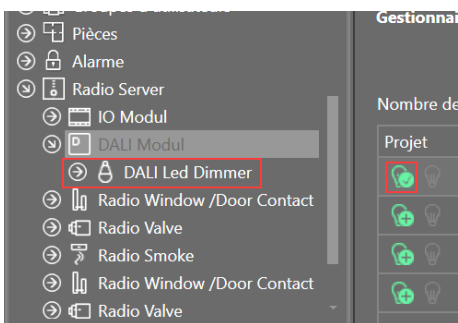 Gestionnai
Pièces
Alarme
Radio Server
IO Modul
DALI Modul
DALI Led Dimmer
Radio Window /Door Contact
Radio Valve
Radio Smoke
Radio Window /Door Contact
Radio Valve
Nombre de
Projet